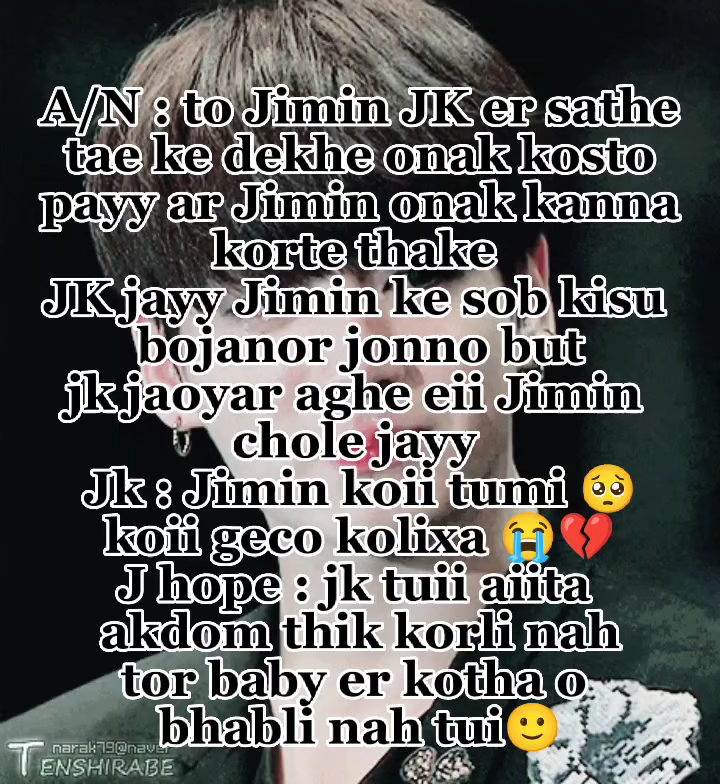 A/N : to Jimin JK er sathe
tae ke dekhe onak kosto
payy ar Jimin onak kanna
korte thake
JK jayy Jimin ke sob kisu
bojanor jonno but
jk jaoyar aghe eii Jimin
chole jayy
Jk : Jimin koii tumi 🥺
koii geco kolixa 😭💔
J hope : jk tuii aiita
akdom thik korli nah
tor baby er kotha o
bhabli nah tui🙂
narak79@naver
TENSHIRABE